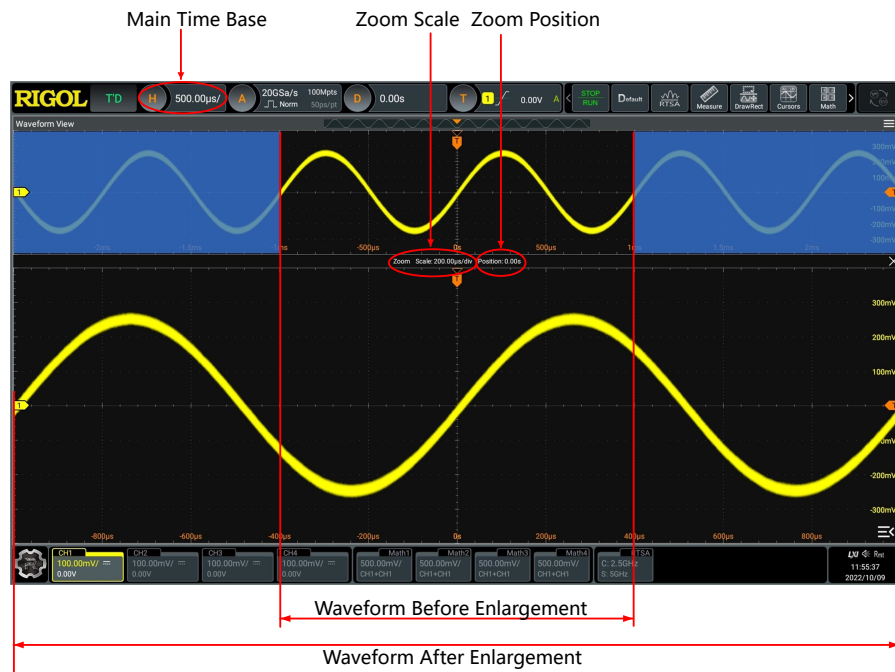 Main Time Base Zoom Scale Zoom Position
RIGOL T'D H 500.00µs/ A 20GSa/s 100Mpts Norm 50ps/pt D 0.00s T 1 0.00V A STOP RUN Default RTSA Measure DrawRect Cursors Math
Waveform View
T
300mV
200mV
100mV
1
-100mV
-200mV
-300mV
-2ms -1.5ms -1ms -500µs 0s 500µs 1ms 1.5ms 2ms
Zoom Scale:200.00µs/div Position:0.00s
T
300mV
200mV
100mV
1
-100mV
-200mV
-300mV
-800µs -600µs -400µs -200µs 0s 200µs 400µs 600µs 800µs
CH1 CH2 CH3 CH4 Math1 Math2 Math3 Math4 RTSA
100.00mV/ 100.00mV/ 100.00mV/ 100.00mV/ 500.00mV/ 500.00mV/ 500.00mV/ 500.00mV/ C: 2.5GHz
0.00V 0.00V 0.00V 0.00V CH1+CH1 CH1+CH1 CH1+CH1 CH1+CH1 S: 5GHz
LXI
11:55:37
2022/10/09
Waveform Before Enlargement
Waveform After Enlargement